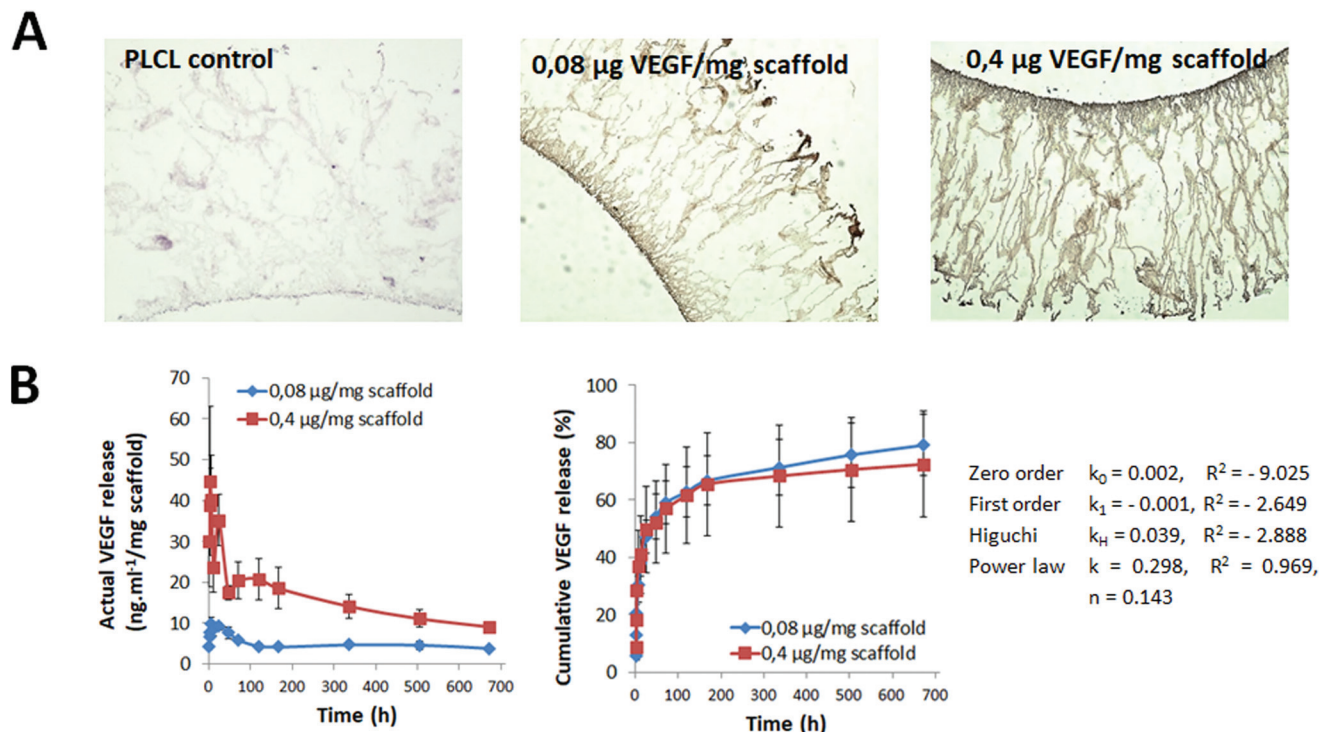 A
PLCL control
0,08 µg VEGF/mg scaffold
0,4 µg VEGF/mg scaffold
B
Actual VEGF release
(ng.ml⁻¹/mg scaffold)
70
60
50
40
30
20
10
0
0,08 µg/mg scaffold
0,4 µg/mg scaffold
0 100 200 300 400 500 600 700
Time (h)
Cumulative VEGF release (%)
100
80
60
40
20
0
0,08 µg/mg scaffold
0,4 µg/mg scaffold
0 100 200 300 400 500 600 700
Time (h)
Zero order k₀ = 0.002, R² = - 9.025
First order k₁ = - 0.001, R² = - 2.649
Higuchi kH = 0.039, R² = - 2.888
Power law k = 0.298, R² = 0.969,
n = 0.143